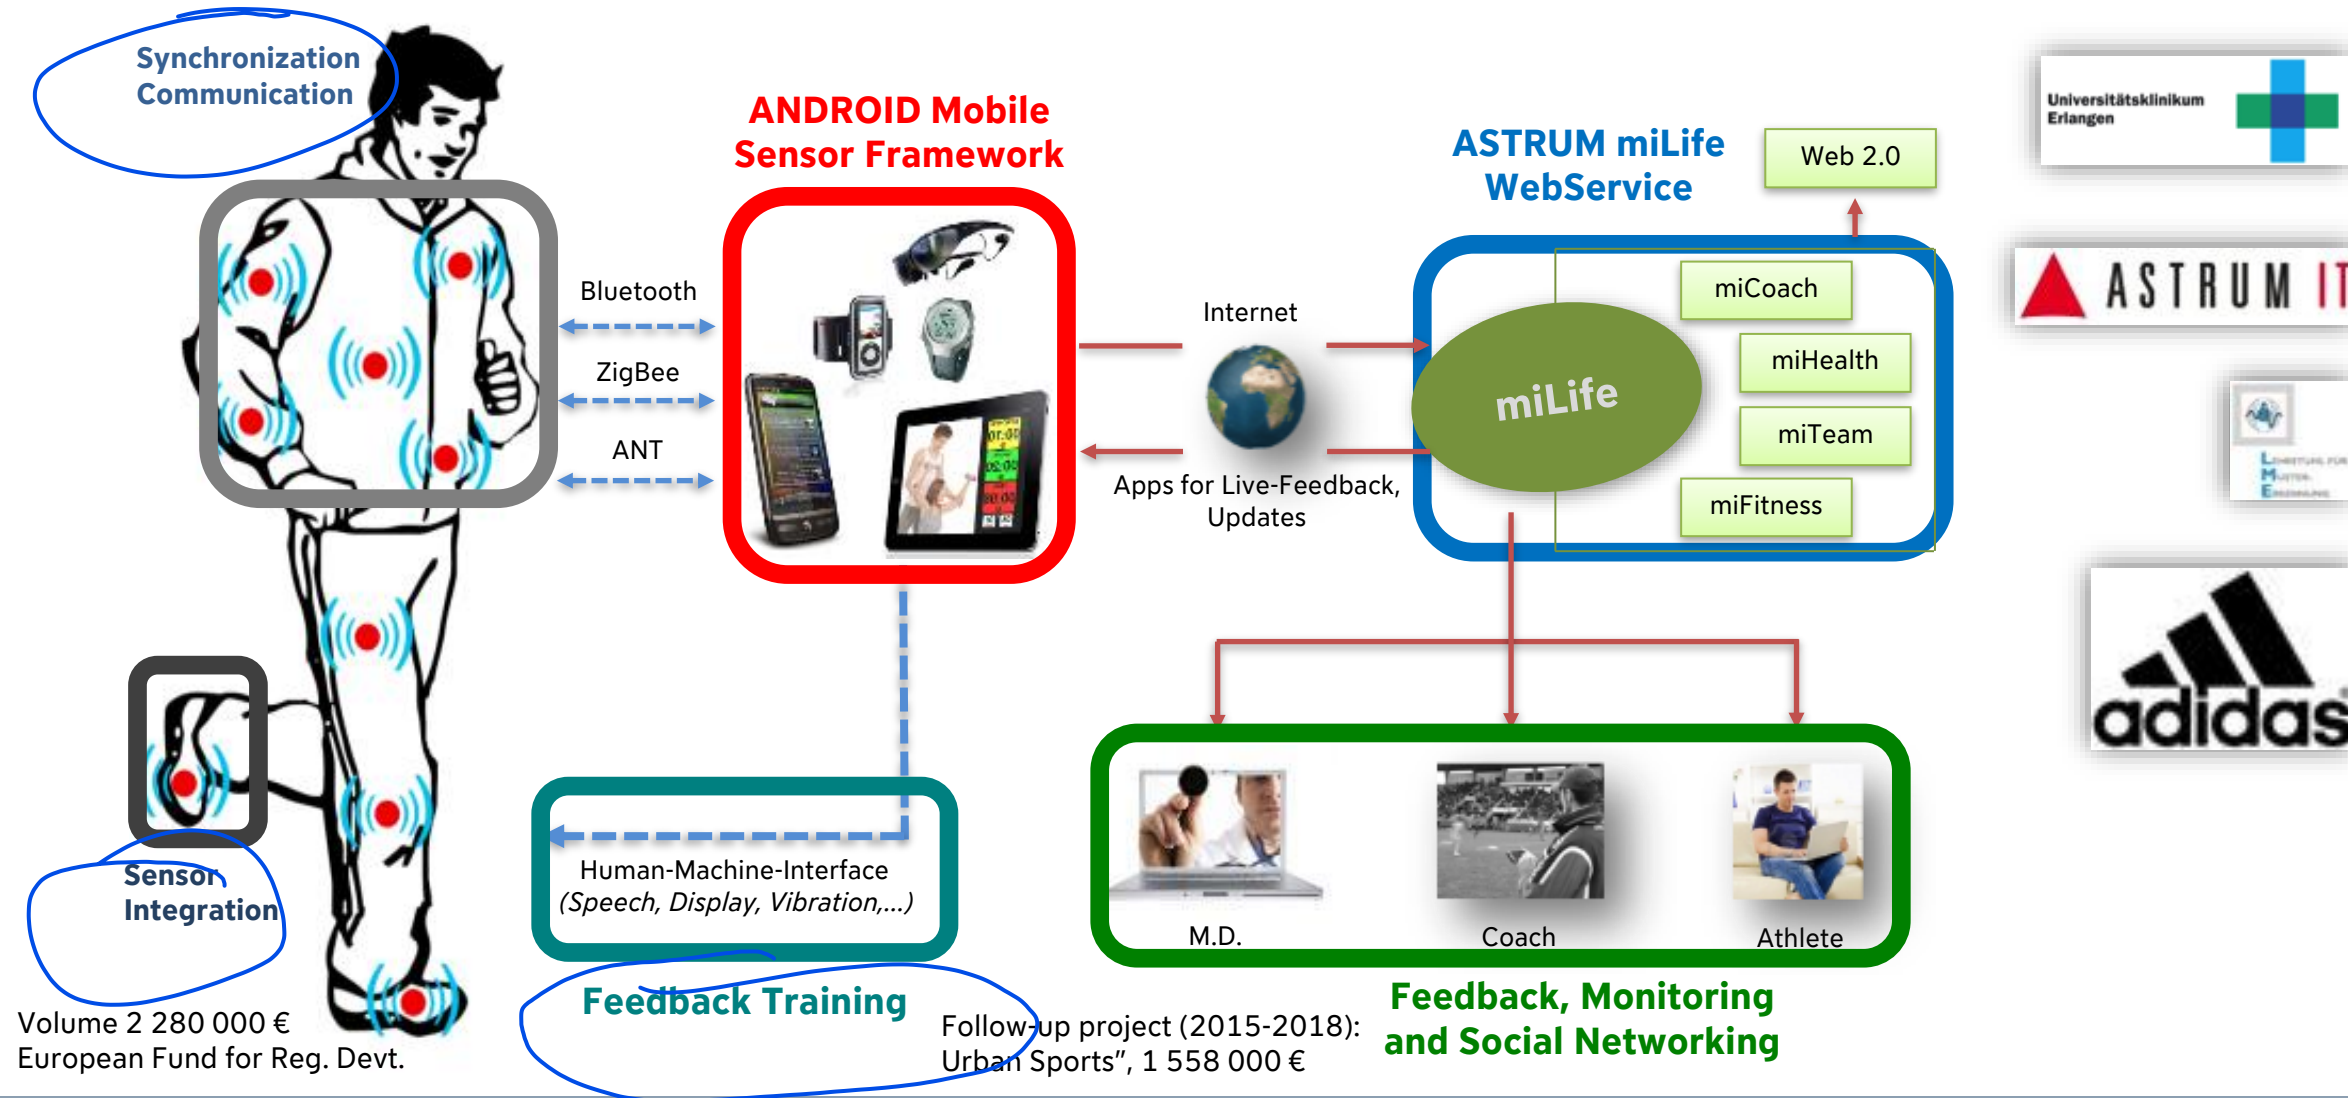 Synchronization
Communication
ANDROID Mobile
Sensor Framework
Bluetooth
ZigBee
ANT
Internet
Apps for Live-Feedback,
Updates
ASTRUM miLife
WebService
Web 2.0
miLife
miCoach
miHealth
miTeam
miFitness
Universitätsklinikum
Erlangen
ASTRUM IT
adidas
Sensor
Integration
Human-Machine-Interface
(Speech, Display, Vibration,...)
Feedback Training
M.D.
Coach
Athlete
Feedback, Monitoring
and Social Networking
Volume 2 280 000 €
European Fund for Reg. Devt.
Follow-up project (2015-2018):
Urban Sports”, 1 558 000 €